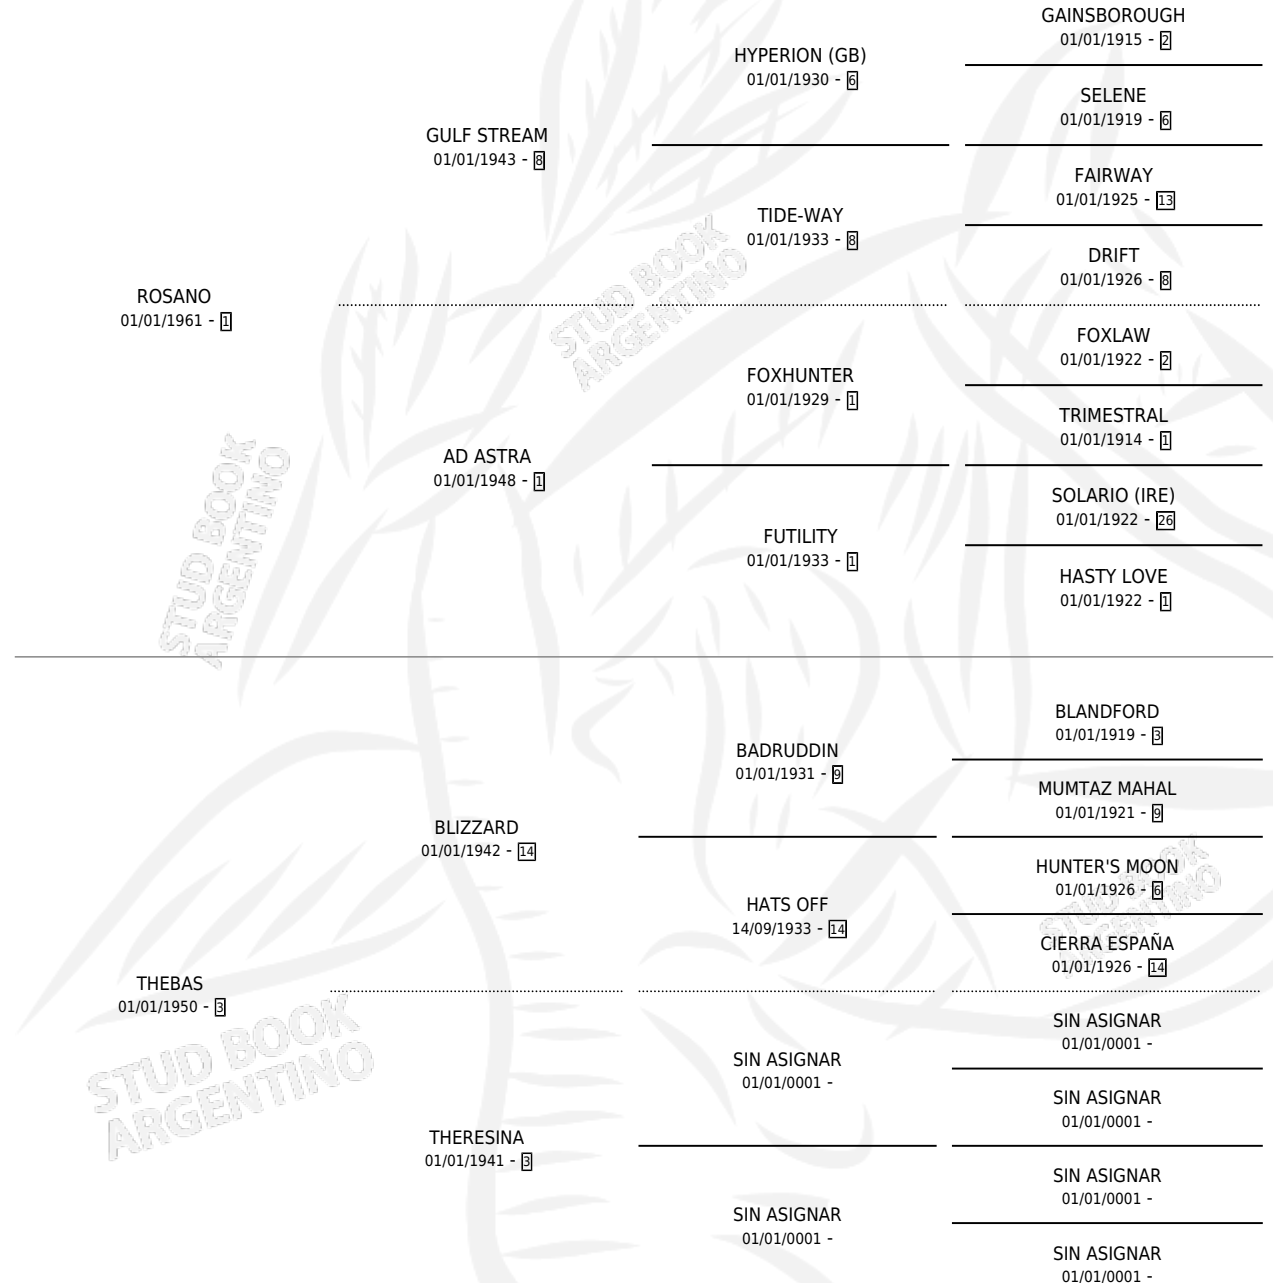 GAINSBOROUGH
01/01/1915 - 2
HYPERION (GB)
01/01/1930 - 6
SELENE
01/01/1919 - 6
GULF STREAM
01/01/1943 - 8
FAIRWAY
01/01/1925 - 13
TIDE-WAY
01/01/1933 - 8
DRIFT
01/01/1926 - 8
STUD BOOK
ARGENTINO
ROSANO
01/01/1961 - 1
FOXLAW
01/01/1922 - 2
FOXHUNTER
01/01/1929 - 1
TRIMESTRAL
01/01/1914 - 1
AD ASTRA
01/01/1948 - 1
SOLARIO (IRE)
01/01/1922 - 26
FUTILITY
01/01/1933 - 1
HASTY LOVE
01/01/1922 - 1
STUD BOOK
ARGENTINO
BLANDFORD
01/01/1919 - 3
BADRUDDIN
01/01/1931 - 9
MUMTAZ MAHAL
01/01/1921 - 9
BLIZZARD
01/01/1942 - 14
HUNTER'S MOON
01/01/1926 - 6
HATS OFF
14/09/1933 - 14
CIERRA ESPAÑA
01/01/1926 - 14
STUD BOOK
ARGENTINO
THEBAS
01/01/1950 - 3
SIN ASIGNAR
01/01/0001 -
SIN ASIGNAR
01/01/0001 -
SIN ASIGNAR
01/01/0001 -
STUD BOOK
ARGENTINO
THERESINA
01/01/1941 - 3
SIN ASIGNAR
01/01/0001 -
SIN ASIGNAR
01/01/0001 -
SIN ASIGNAR
01/01/0001 -